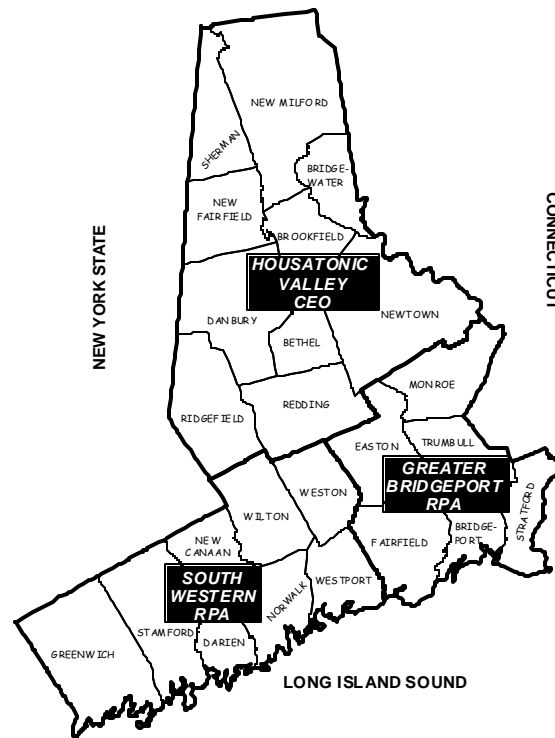 NEW MILFORD
SHERMAN
BRIDGE-
WATER
NEW
FAIRFIELD
BROOKFIELD
CONNECTICUT
NEW YORK STATE
HOUSATONIC
VALLEY
CEO
DANBURY
NEWTOWN
BETHEL
MONROE
RIDGEFIELD
REDDING
EASTON
TRUMBULL
GREATER
BRIDGEPORT
RPA
STRATFORD
WESTON
WILTON
NEW
CANAAN
FAIRFIELD
BRIDGE-
PORT
SOUTH
WESTERN
RPA
WESTPORT
NORWALK
STAMFORD
DARIEN
GREENWICH
LONG ISLAND SOUND